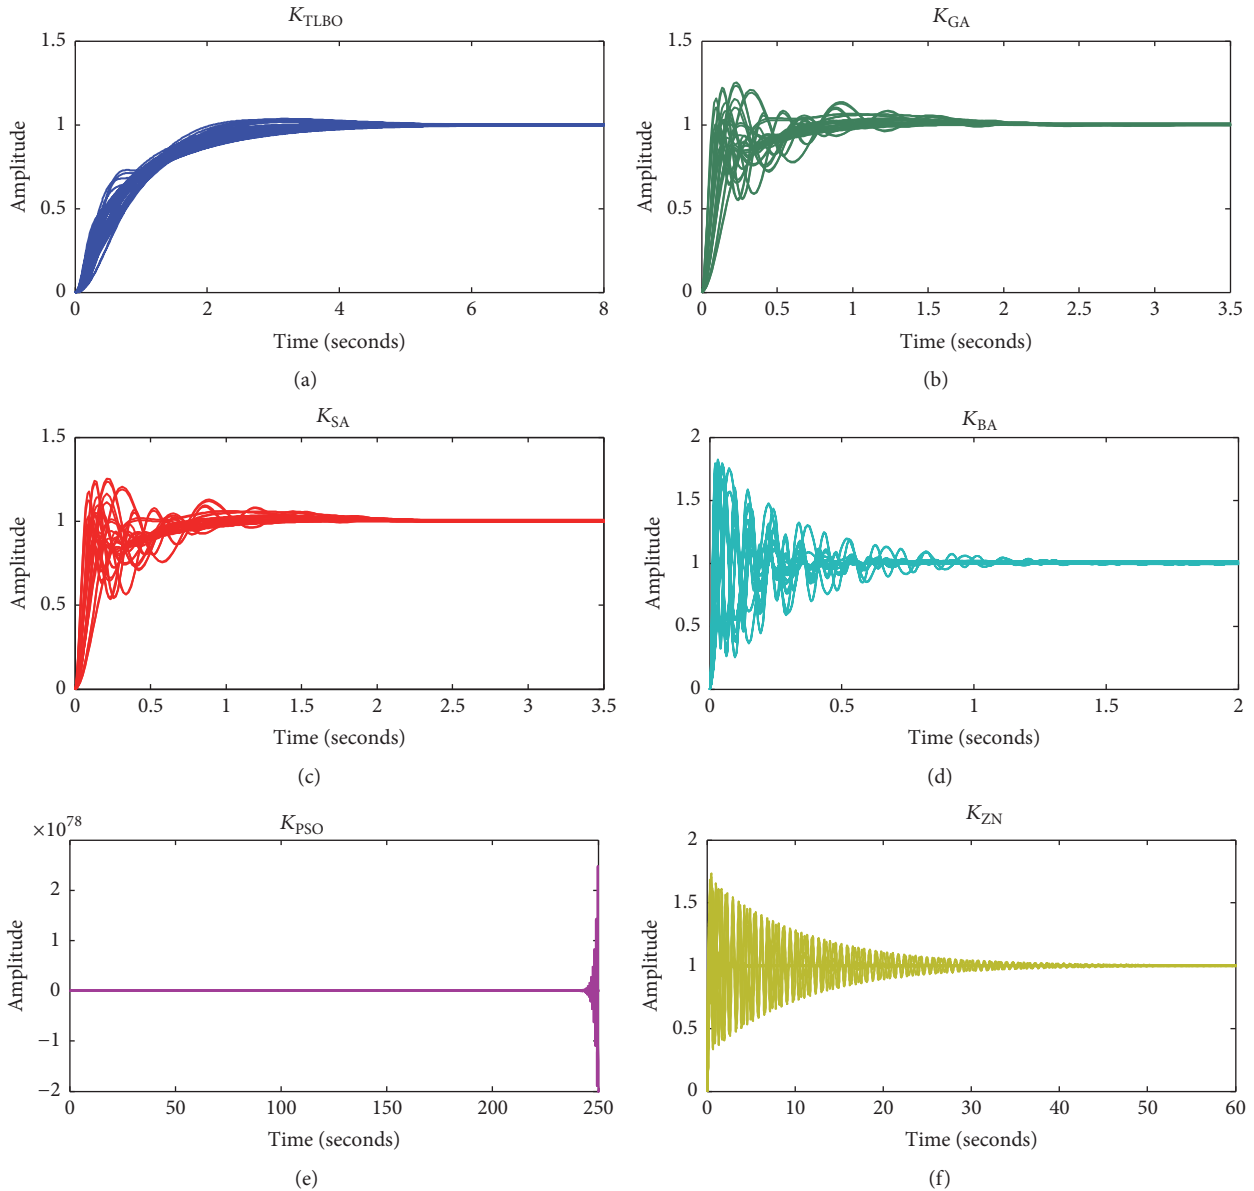 K_TLBO
1.5
1
0.5
0
Amplitude
0 2 4 6 8
Time (seconds)
(a)
K_GA
1.5
1
0.5
0
Amplitude
0 0.5 1 1.5 2 2.5 3 3.5
Time (seconds)
(b)
K_SA
1.5
1
0.5
0
Amplitude
0 0.5 1 1.5 2 2.5 3 3.5
Time (seconds)
(c)
K_BA
2
1.5
1
0.5
0
Amplitude
0 0.5 1 1.5 2
Time (seconds)
(d)
K_PSO
×10^78
2
1
0
−1
−2
Amplitude
0 50 100 150 200 250
Time (seconds)
(e)
K_ZN
2
1.5
1
0.5
0
Amplitude
0 10 20 30 40 50 60
Time (seconds)
(f)